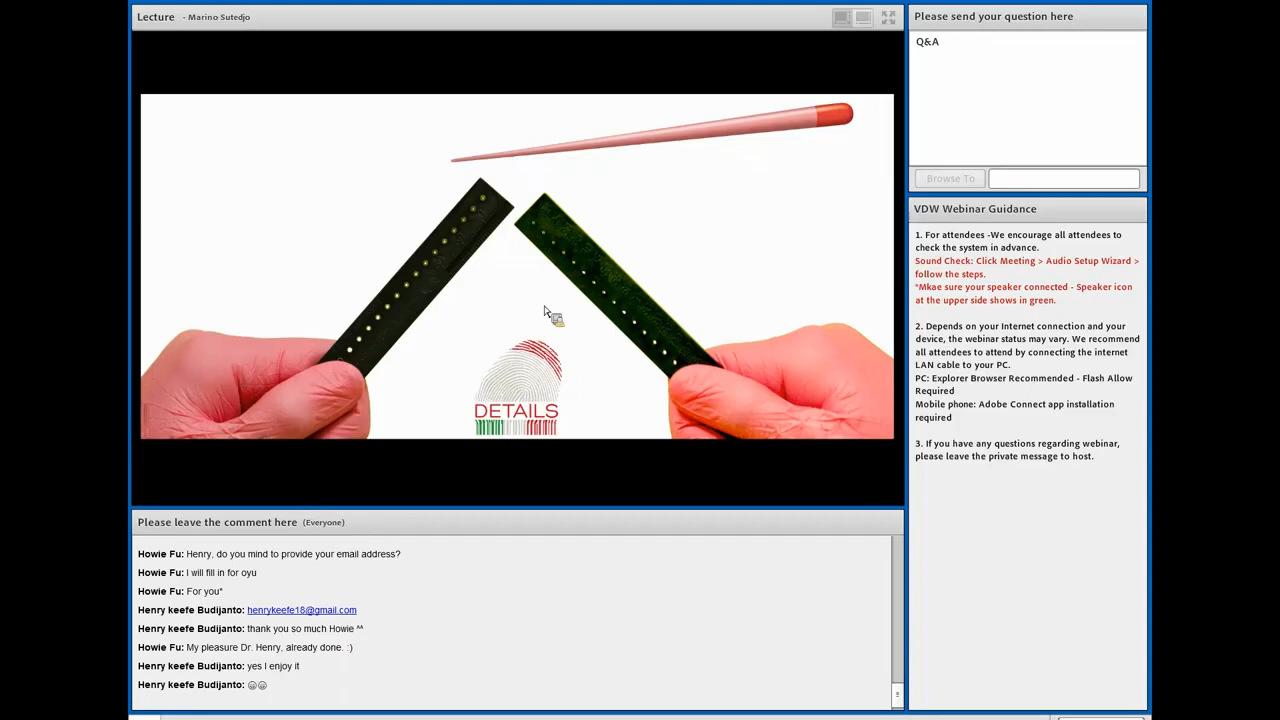 Lecture - Marino Sutedjo
DETAILS
Please send your question here
Q&A
Browse To
VDW Webinar Guidance
1. For attendees -We encourage all attendees to
check the system in advance.
Sound Check: Click Meeting > Audio Setup Wizard >
follow the steps.
*Mkae sure your speaker connected - Speaker icon
at the upper side shows in green.
2. Depends on your Internet connection and your
device, the webinar status may vary. We recommend
all attendees to attend by connecting the internet
LAN cable to your PC.
PC: Explorer Browser Recommended - Flash Allow
Required
Mobile phone: Adobe Connect app installation
required
3. If you have any questions regarding webinar,
please leave the private message to host.
Please leave the comment here (Everyone)
Howie Fu: Henry, do you mind to provide your email address?
Howie Fu: I will fill in for oyu
Howie Fu: For you*
Henry keefe Budijanto: henrykeefe18@gmail.com
Henry keefe Budijanto: thank you so much Howie ^^
Howie Fu: My pleasure Dr. Henry, already done. :)
Henry keefe Budijanto: yes I enjoy it
Henry keefe Budijanto: 😄😄